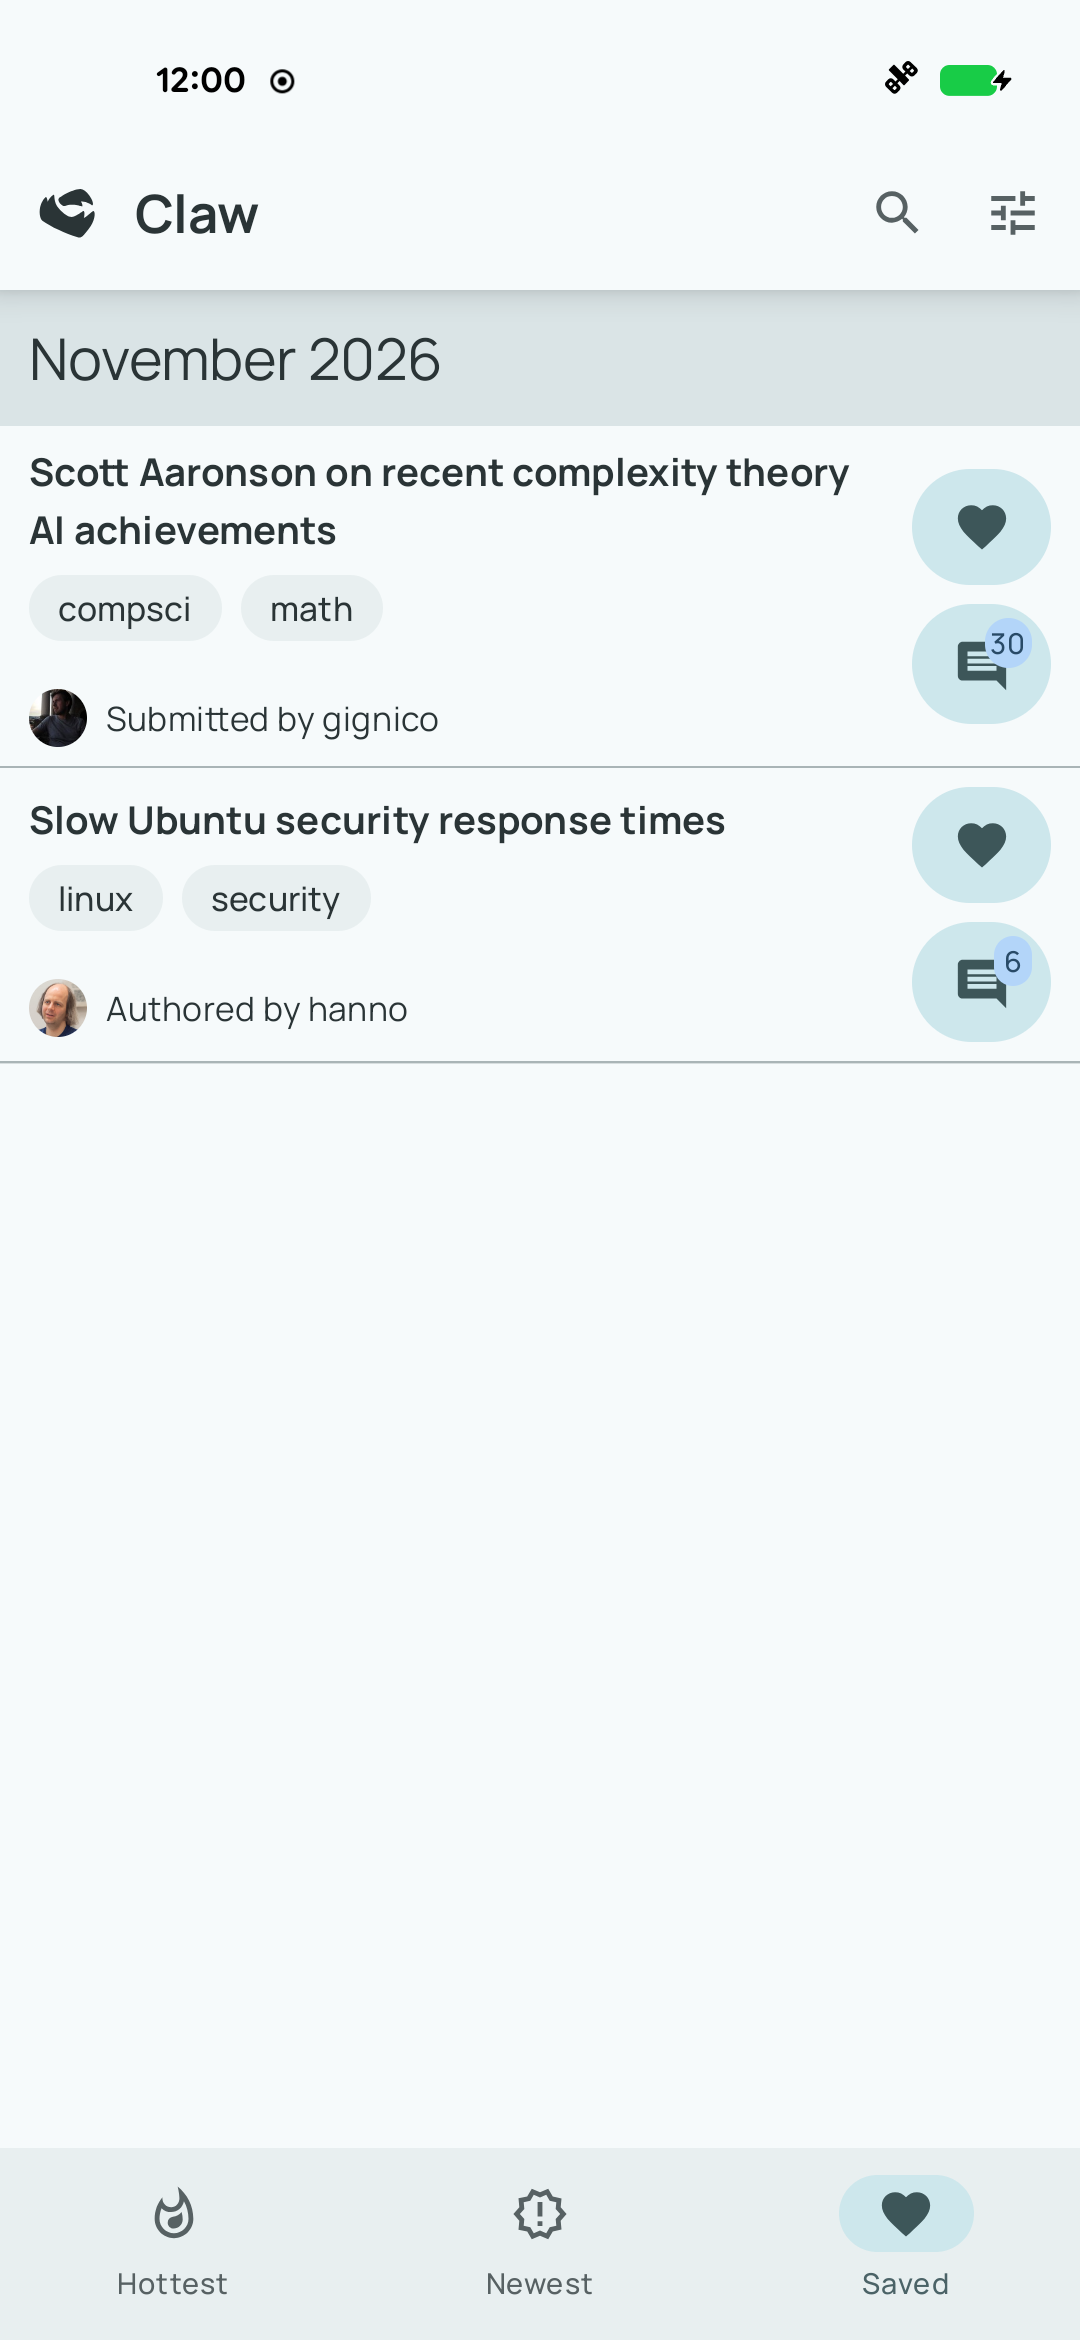 12:00
Claw
November 2026
Scott Aaronson on recent complexity theory
AI achievements
compsci
math
30
Submitted by gignico
Slow Ubuntu security response times
linux
security
6
Authored by hanno
Hottest
Newest
Saved